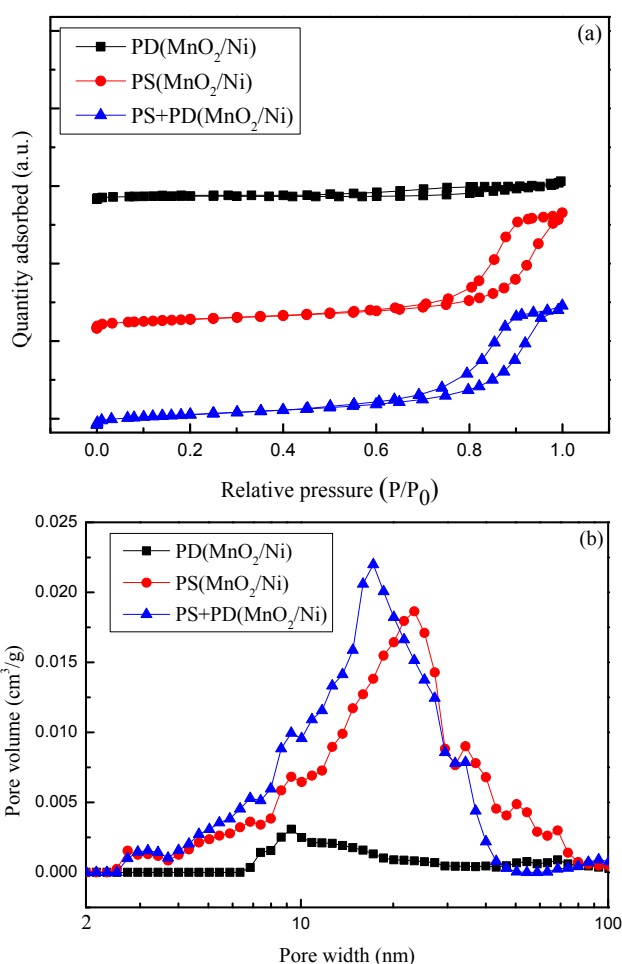 (a)
PD(MnO₂/Ni)
PS(MnO₂/Ni)
PS+PD(MnO₂/Ni)
Quantity adsorbed (a.u.)
0.0 0.2 0.4 0.6 0.8 1.0
Relative pressure (P/P₀)
(b)
PD(MnO₂/Ni)
PS(MnO₂/Ni)
PS+PD(MnO₂/Ni)
Pore volume (cm³/g)
0.025
0.020
0.015
0.010
0.005
0.000
2 10 100
Pore width (nm)